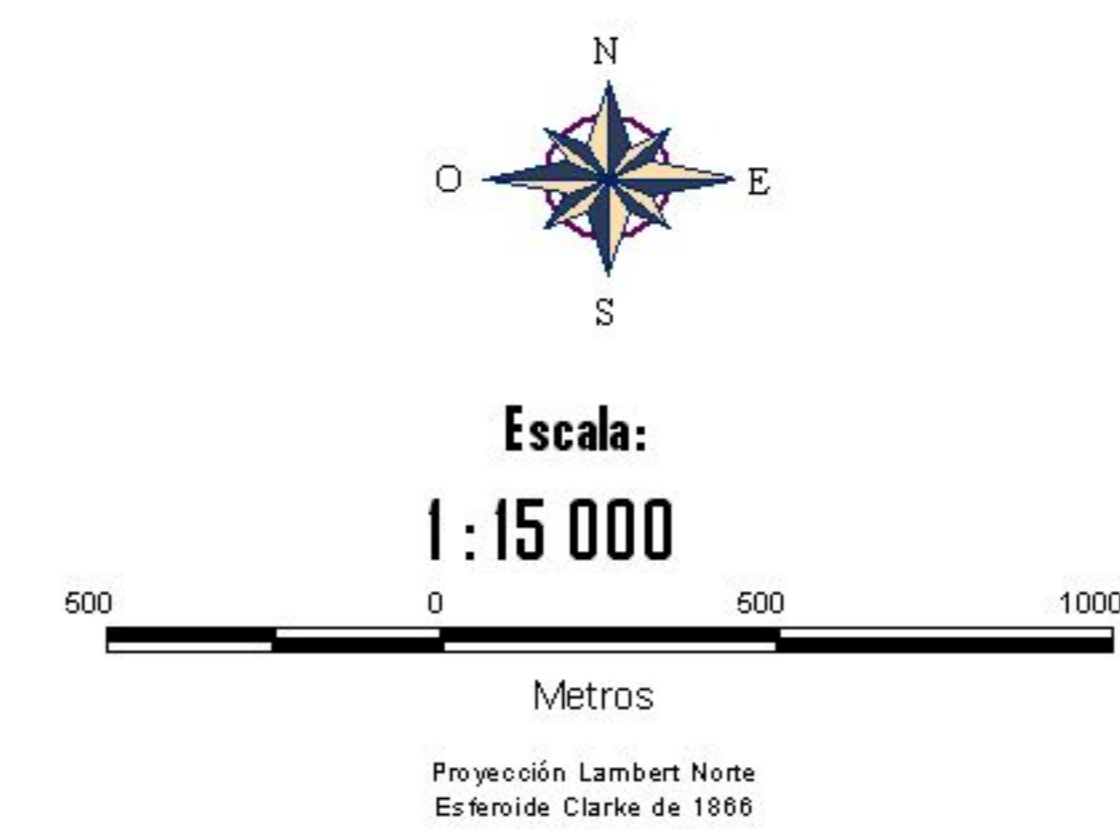 N
O E
S
Escala:
1 : 15 000
500 0 500 1000
Metros
Proyección Lambert Norte
Esferoide Clarke de 1866